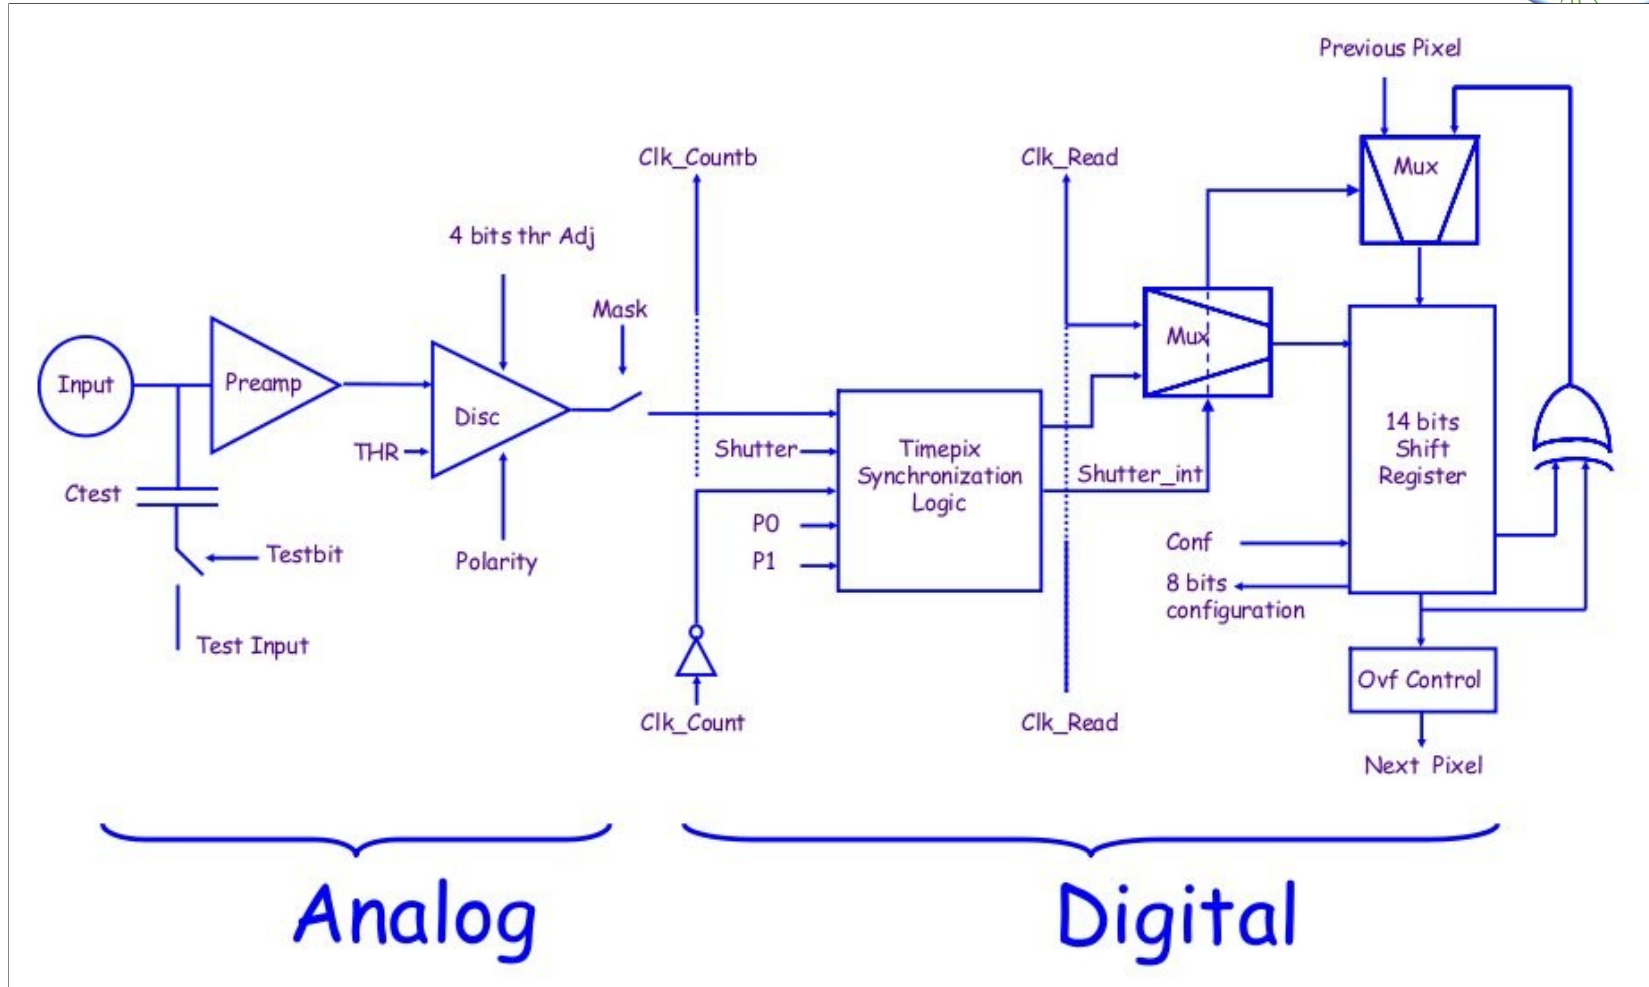 Previous Pixel
Mux
Clk_Countb
Clk_Read
4 bits thr Adj
Mask
Mux
Input
Preamp
Disc
THR
Shutter
Timepix
Synchronization
Logic
Shutter_int
14 bits
Shift
Register
Ctest
Testbit
Polarity
P0
P1
Conf
8 bits
configuration
Test Input
Ovf Control
Clk_Count
Clk_Read
Next Pixel
Analog
Digital